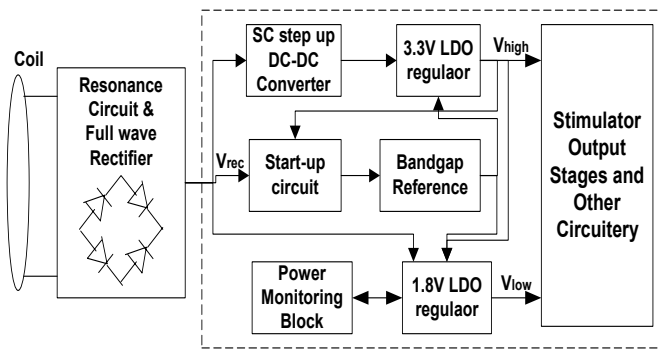 Coil
Resonance
Circuit &
Full wave
Rectifier
SC step up
DC-DC
Converter
3.3V LDO
regulaor
Vhigh
Vrec
Start-up
circuit
Bandgap
Reference
Power
Monitoring
Block
1.8V LDO
regulaor
Vlow
Stimulator
Output
Stages and
Other
Circuitery